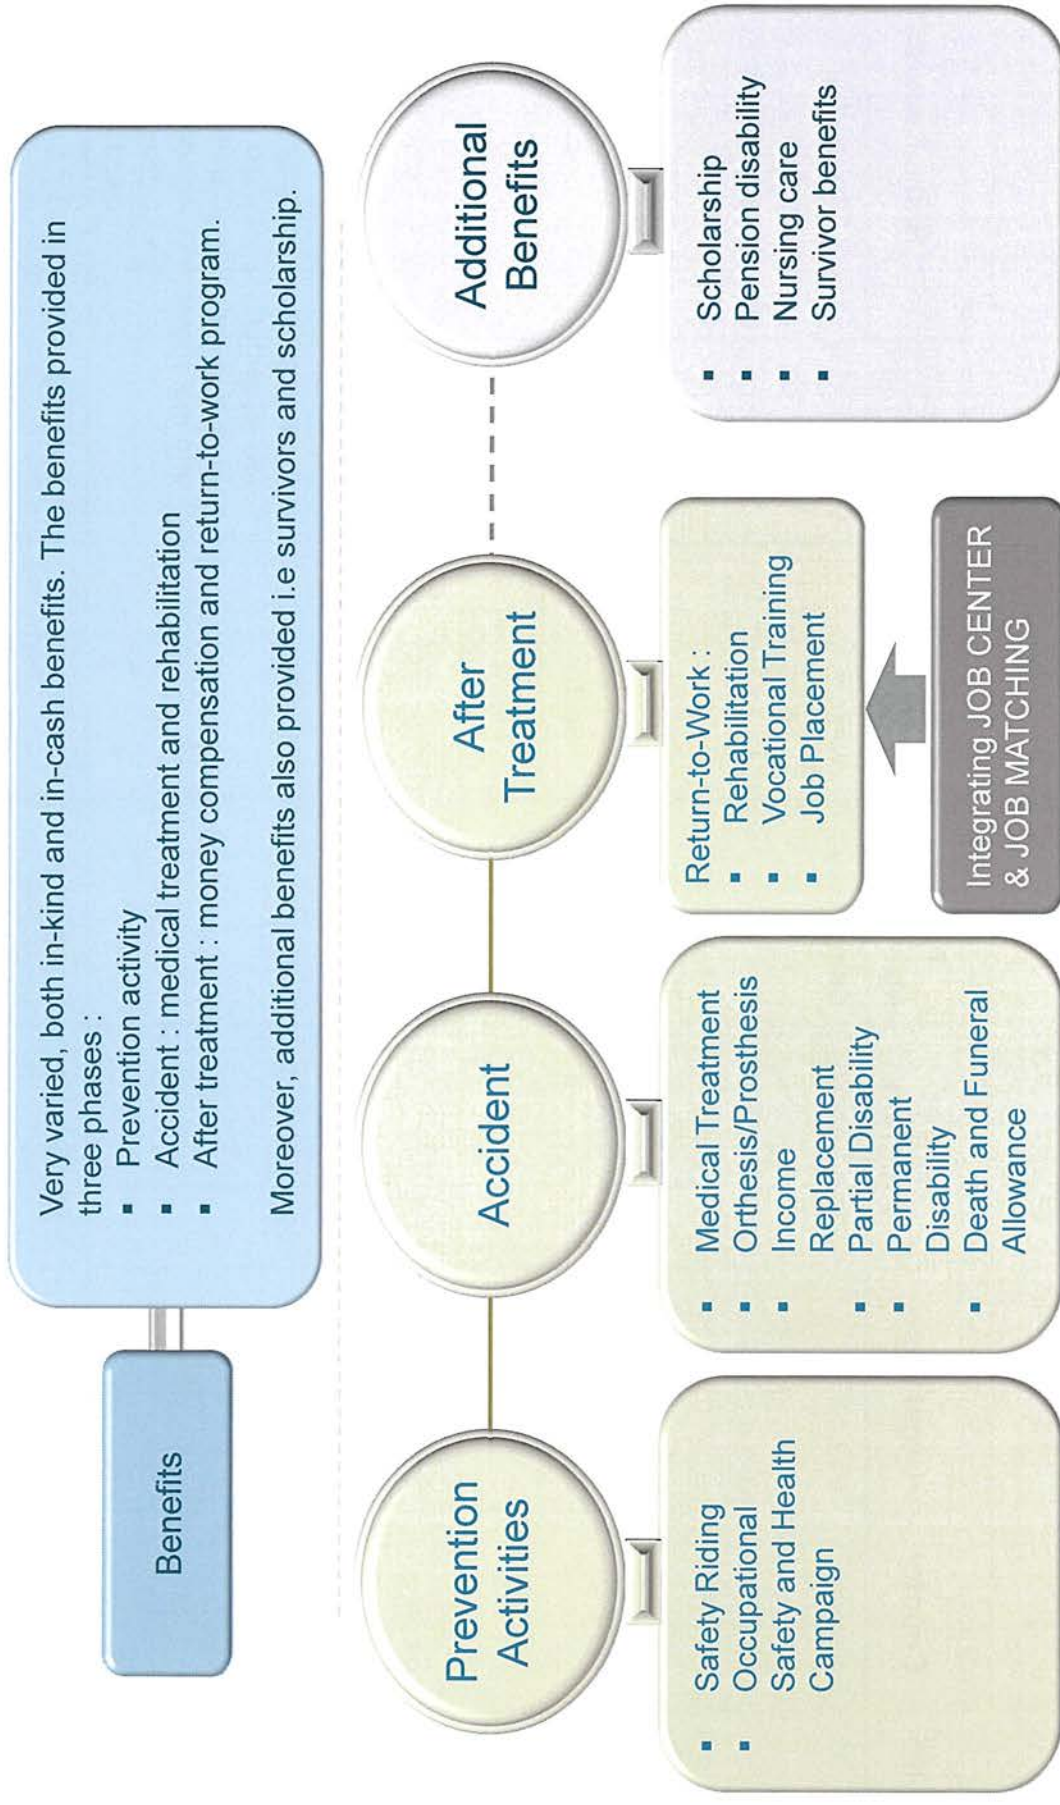 Benefits
Very varied, both in-kind and in-cash benefits. The benefits provided in
three phases :
▪ Prevention activity
▪ Accident : medical treatment and rehabilitation
▪ After treatment : money compensation and return-to-work program.
Moreover, additional benefits also provided i.e survivors and scholarship.
Prevention
Activities
▪ Safety Riding
▪ Occupational
Safety and Health
Campaign
Accident
▪ Medical Treatment
▪ Orthesis/Prosthesis
▪ Income
Replacement
▪ Partial Disability
▪ Permanent
Disability
▪ Death and Funeral
Allowance
After
Treatment
Return-to-Work :
▪ Rehabilitation
▪ Vocational Training
▪ Job Placement
Integrating JOB CENTER
& JOB MATCHING
Additional
Benefits
▪ Scholarship
▪ Pension disability
▪ Nursing care
▪ Survivor benefits